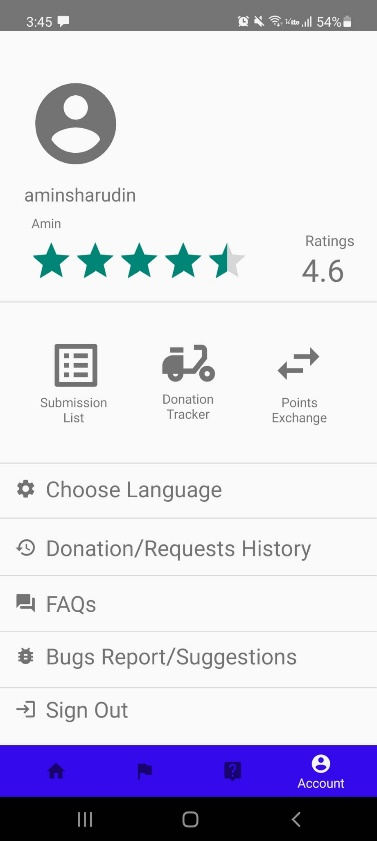 3:45
54%
aminsharudin
Amin
Ratings
4.6
Submission
List
Donation
Tracker
Points
Exchange
Choose Language
Donation/Requests History
FAQs
Bugs Report/Suggestions
Sign Out
Account